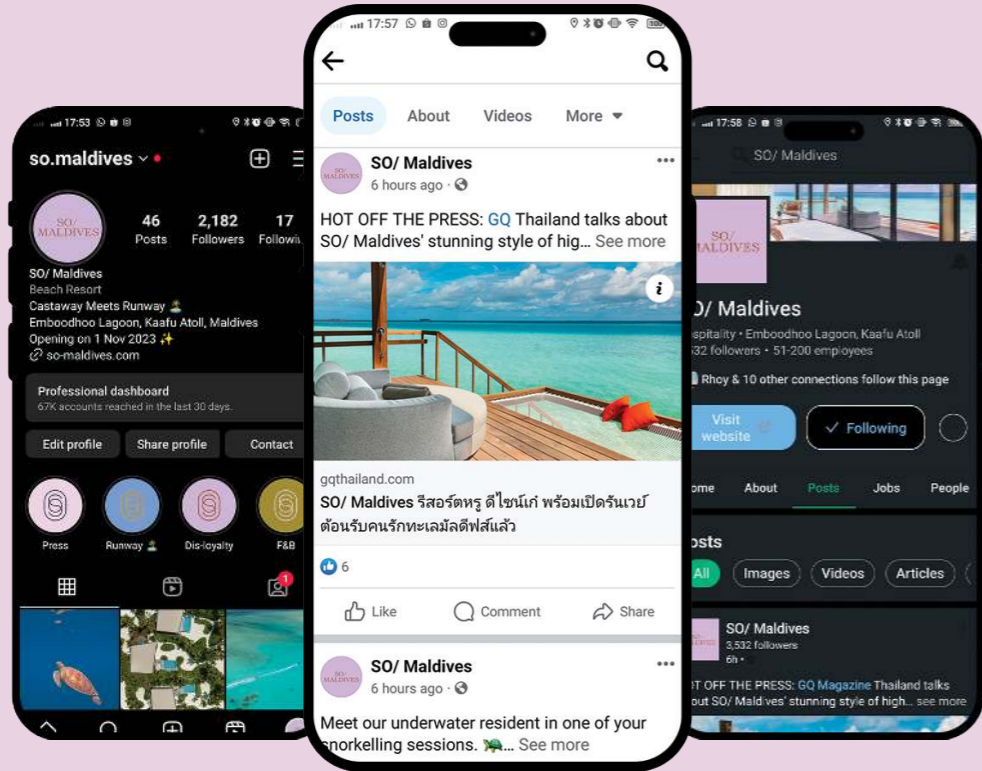 17:53
so.maldives
SO/
MALDIVES
46
Posts
2,182
Followers
17
Followin
SO/ Maldives
Beach Resort
Castaway Meets Runway 🏝️
Emboodhoo Lagoon, Kaafu Atoll, Maldives
Opening on 1 Nov 2023 ✨
so-maldives.com
Professional dashboard
67K accounts reached in the last 30 days.
Edit profile
Share profile
Contact
Press
Runway 🏝️
Dis-loyalty
F&B
1
17:57
100
Posts
About
Videos
More
SO/
MALDIVES
SO/ Maldives
6 hours ago ·
HOT OFF THE PRESS: GQ Thailand talks about
SO/ Maldives' stunning style of hig... See more
i
gqthailand.com
SO/ Maldives รีสอร์ตหรู ดีไซน์เก๋ พร้อมเปิดรันเวย์
ต้อนรับคนรักทะเลมัลดีฟส์แล้ว
6
Like
Comment
Share
SO/
MALDIVES
SO/ Maldives
6 hours ago ·
Meet our underwater resident in one of your
snorkelling sessions. 🐢... See more
17:58
SO/ Maldives
SO/
MALDIVES
O/ Maldives
spitality • Emboodhoo Lagoon, Kaafu Atoll
532 followers • 51-200 employees
Rhoy & 10 other connections follow this page
Visit
website
Following
ome
About
Posts
Jobs
People
osts
All
Images
Videos
Articles
SO/ Maldives
3,532 followers
6h •
OT OFF THE PRESS: GQ Magazine Thailand talks
out SO/ Maldives' stunning style of high... see more